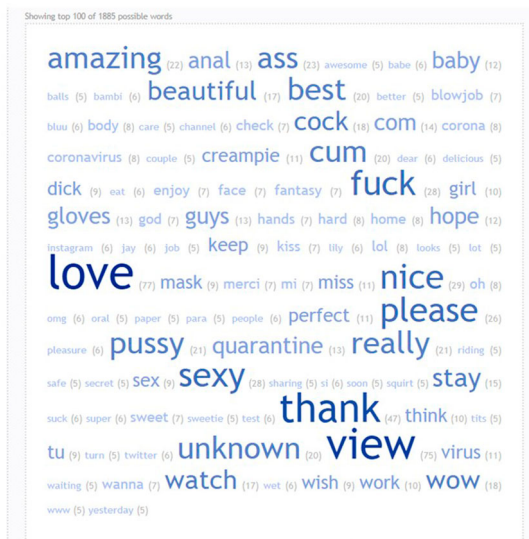 Showing top 100 of 1885 possible words
amazing (22) anal (13) ass (23) awesome (5) babe (6) baby (12)
balls (5) bambi (6) beautiful (17) best (20) better (5) blowjob (7)
bluu (6) body (8) care (5) channel (6) check (7) cock (18) com (14) corona (8)
coronavirus (8) couple (5) creampie (11) cum (20) dear (6) delicious (5)
dick (9) eat (6) enjoy (7) face (7) fantasy (7) fuck (28) girl (10)
gloves (13) god (7) guys (13) hands (7) hard (8) home (8) hope (12)
instagram (6) jay (6) job (5) keep (9) kiss (7) lily (6) lol (8) looks (5) lot (5)
love (77) mask (9) merci (7) mi (7) miss (11) nice (29) oh (8)
omg (6) oral (5) paper (5) para (5) people (6) perfect (11) please (26)
pleasure (6) pussy (21) quarantine (13) really (21) riding (5)
safe (5) secret (5) sex (9) sexy (28) sharing (5) si (6) soon (5) squirt (5) stay (15)
suck (6) super (6) sweet (7) sweetie (5) test (6) thank (47) think (10) tits (5)
tu (9) turn (5) twitter (6) unknown (20) view (75) virus (11)
waiting (5) wanna (7) watch (17) wet (6) wish (9) work (10) wow (18)
www (5) yesterday (5)